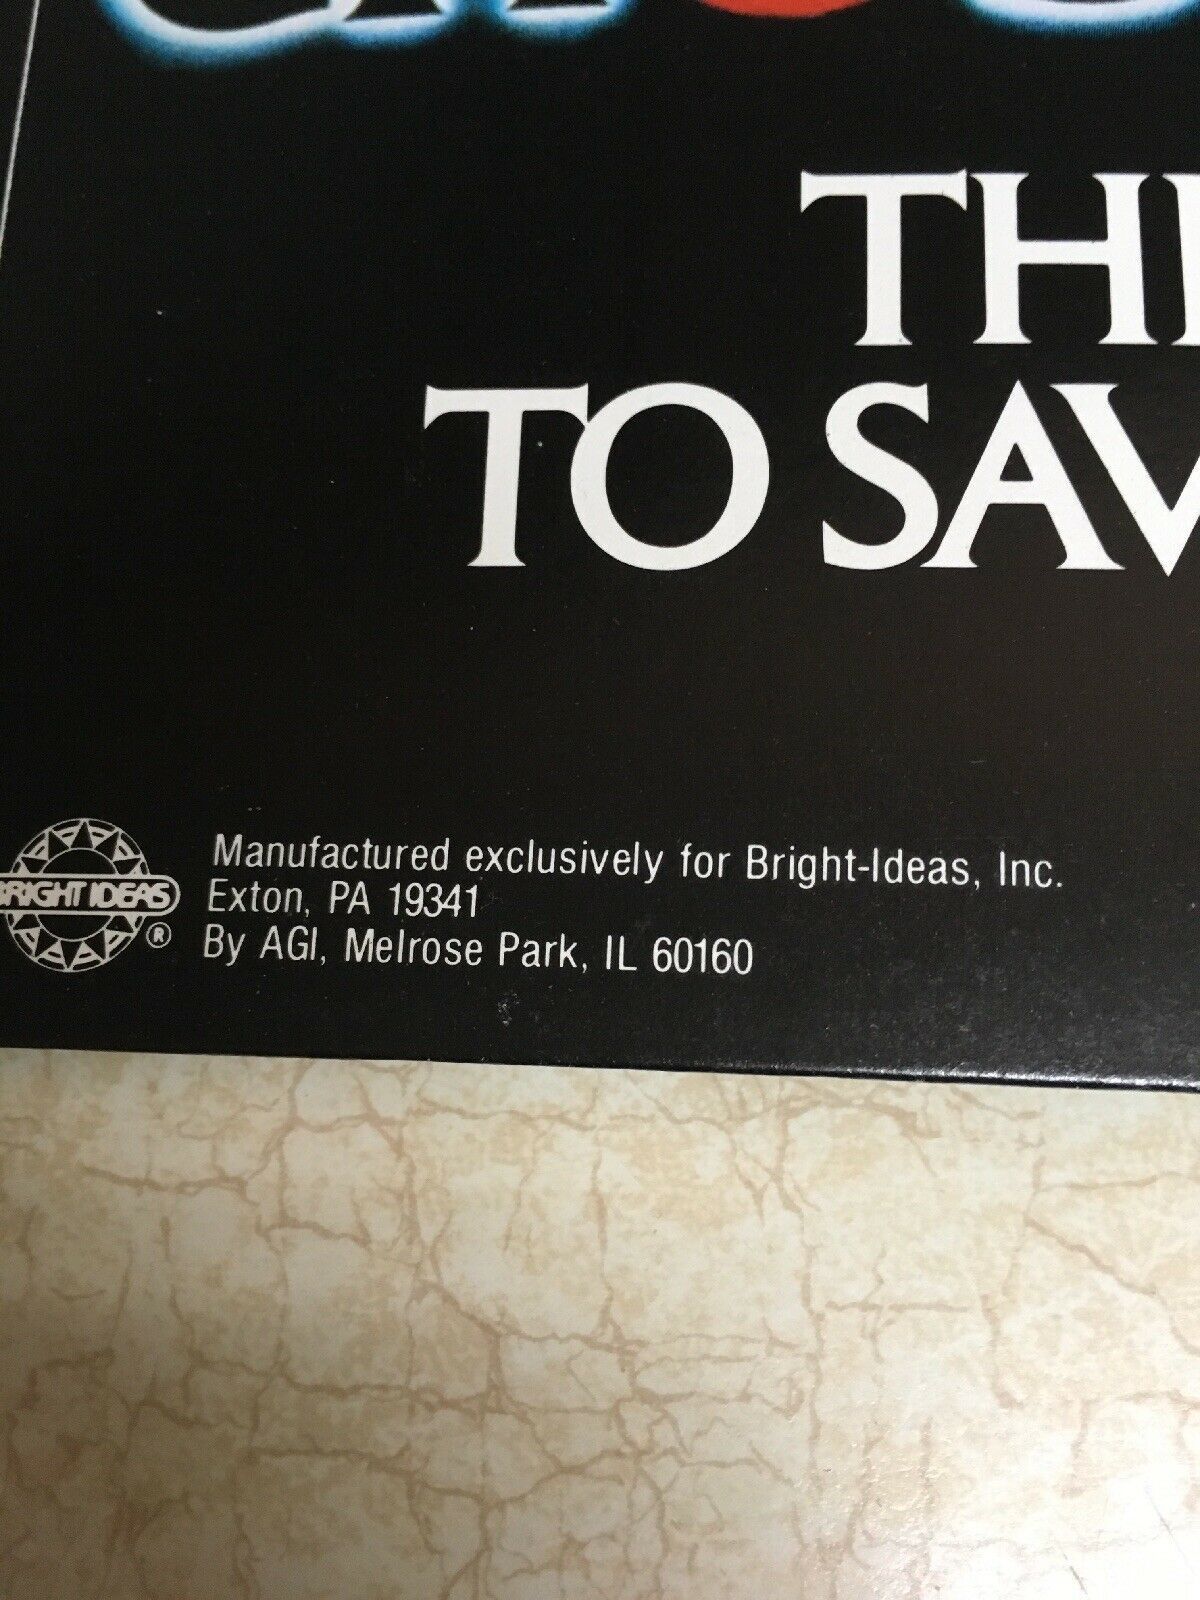 TH
TO SAV
Manufactured exclusively for Bright-Ideas, Inc.
BRIGHT IDEAS
Exton, PA 19341
®
By AGI, Melrose Park, IL 60160